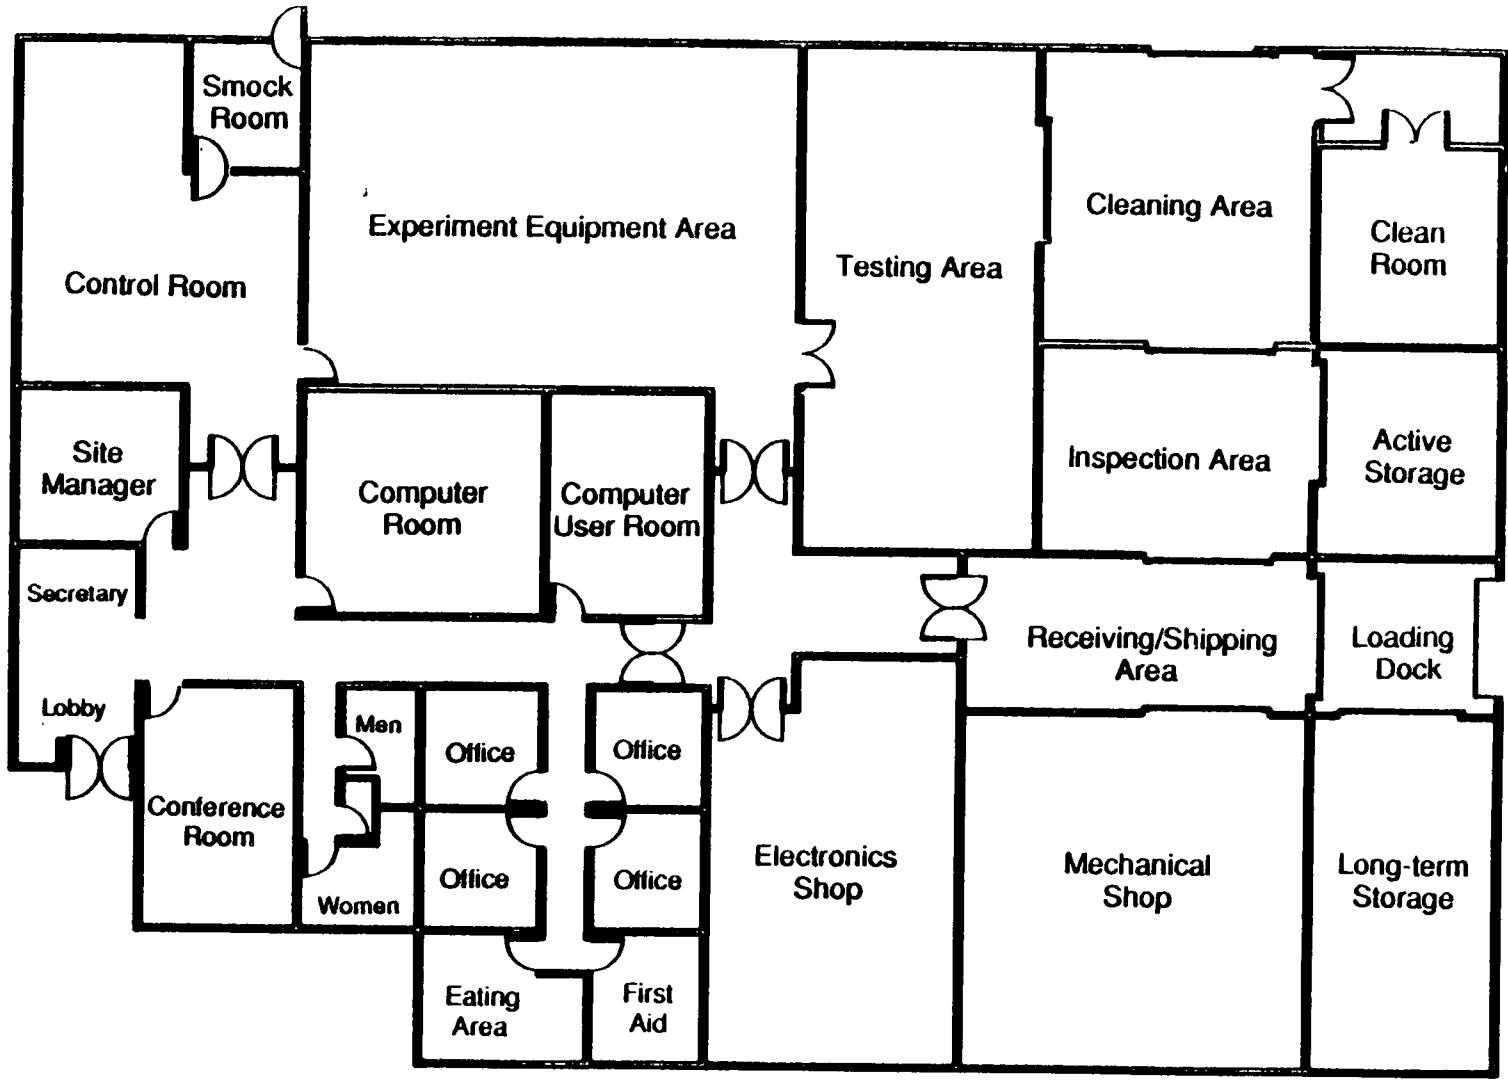 Smock
Room
Experiment Equipment Area
Cleaning Area
Clean
Room
Testing Area
Control Room
Site
Manager
Computer
Room
Computer
User Room
Inspection Area
Active
Storage
Secretary
Receiving/Shipping
Area
Loading
Dock
Lobby
Men
Office
Office
Conference
Room
Electronics
Shop
Mechanical
Shop
Long-term
Storage
Office
Office
Women
Eating
Area
First
Aid